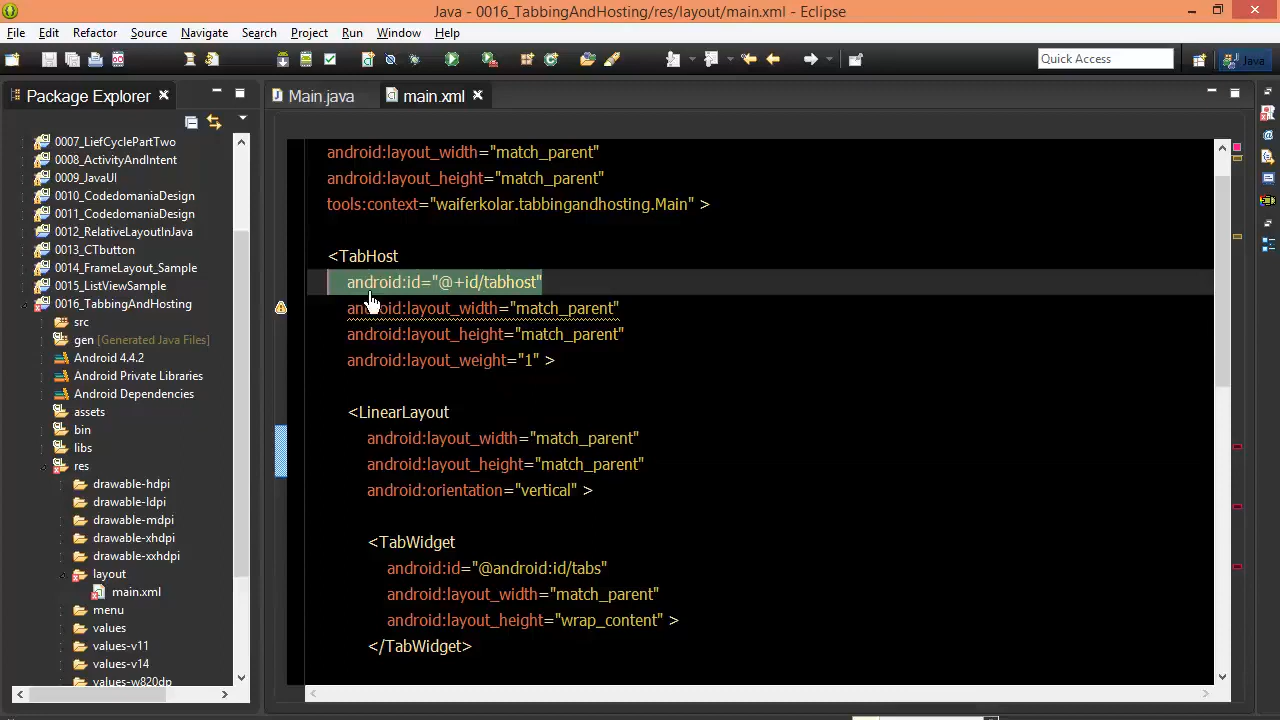 Java - 0016_TabbingAndHosting/res/layout/main.xml - Eclipse
File Edit Refactor Source Navigate Search Project Run Window Help
Quick Access
Java
Package Explorer
Main.java
main.xml
0007_LiefCyclePartTwo
0008_ActivityAndIntent
0009_JavaUI
0010_CodedomaniaDesign
0011_CodedomaniaDesign
0012_RelativeLayoutInJava
0013_CTbutton
0014_FrameLayout_Sample
0015_ListViewSample
0016_TabbingAndHosting
src
gen [Generated Java Files]
Android 4.4.2
Android Private Libraries
Android Dependencies
assets
bin
libs
res
drawable-hdpi
drawable-ldpi
drawable-mdpi
drawable-xhdpi
drawable-xxhdpi
layout
main.xml
menu
values
values-v11
values-v14
values-w820dp
android:layout_width="match_parent"
android:layout_height="match_parent"
tools:context="waiferkolar.tabbingandhosting.Main" >
<TabHost
android:id="@+id/tabhost"
android:layout_width="match_parent"
android:layout_height="match_parent"
android:layout_weight="1" >
<LinearLayout
android:layout_width="match_parent"
android:layout_height="match_parent"
android:orientation="vertical" >
<TabWidget
android:id="@android:id/tabs"
android:layout_width="match_parent"
android:layout_height="wrap_content" >
</TabWidget>